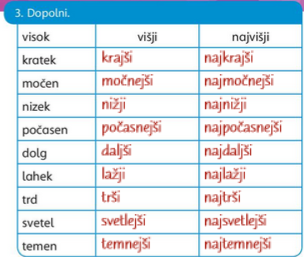 3. Dopolni.
visok višji najvišji
kratek krajši najkrajši
močen močnejši najmočnejši
nizek nižji najnižji
počasen počasnejši najpočasnejši
dolg daljši najdaljši
lahek lažji najlažji
trd trši najtrši
svetel svetlejši najsvetlejši
temen temnejši najtemnejši